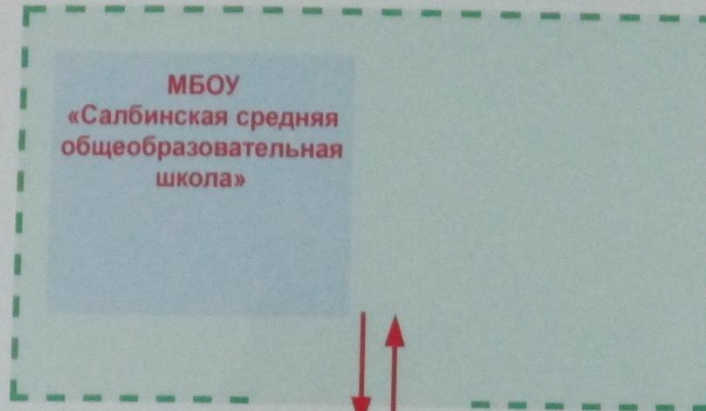 МБОУ
«Салбинская средняя
общеобразовательная
школа»